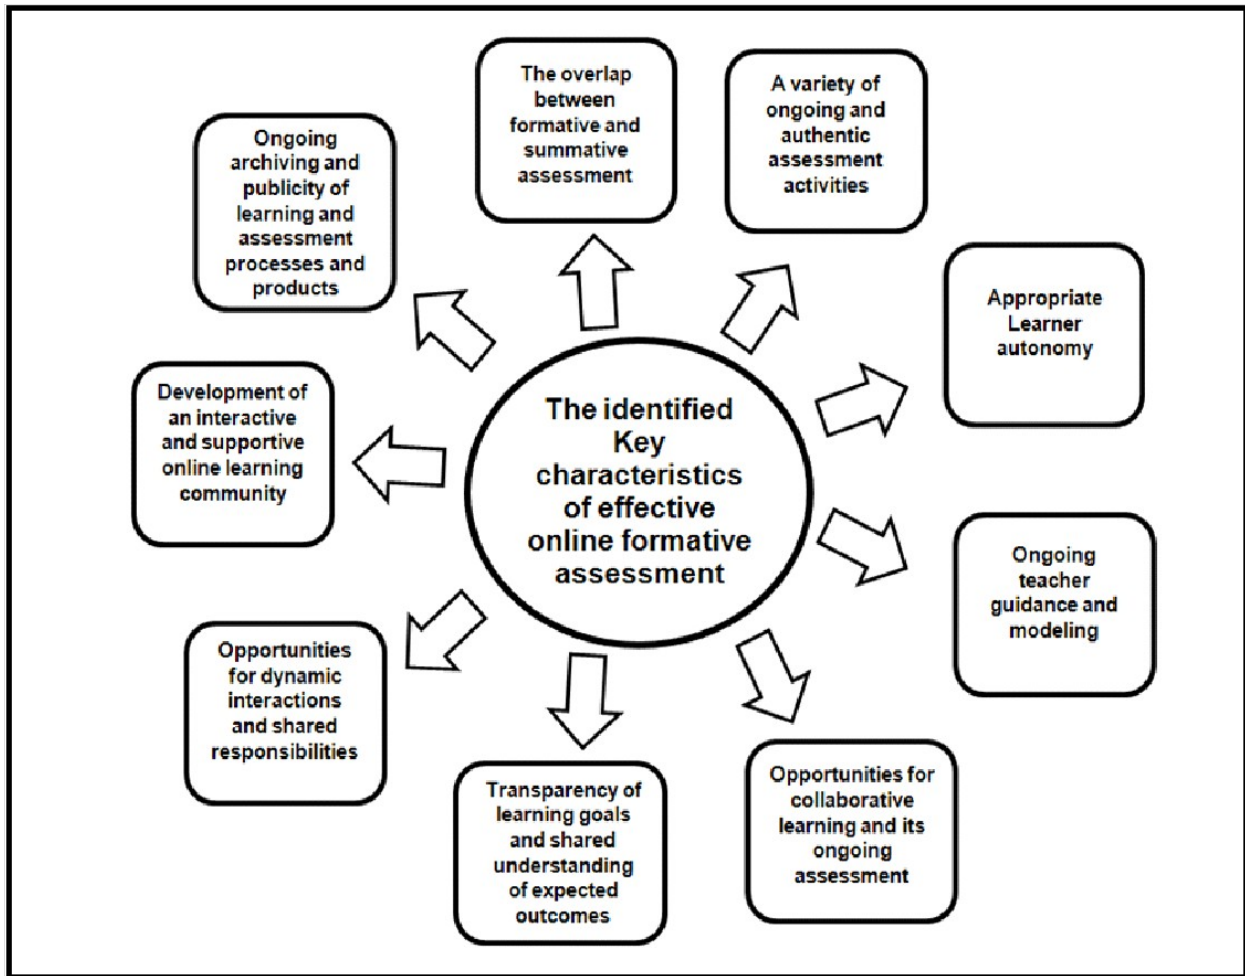 The overlap
between
formative and
summative
assessment
A variety of
ongoing and
authentic
assessment
activities
Appropriate
Learner
autonomy
Ongoing
teacher
guidance and
modeling
Opportunities for
collaborative
learning and its
ongoing
assessment
Transparency of
learning goals
and shared
understanding
of expected
outcomes
Opportunities
for dynamic
interactions
and shared
responsibilities
Development of
an interactive
and supportive
online learning
community
Ongoing
archiving and
publicity of
learning and
assessment
processes and
products
The identified
Key
characteristics
of effective
online formative
assessment